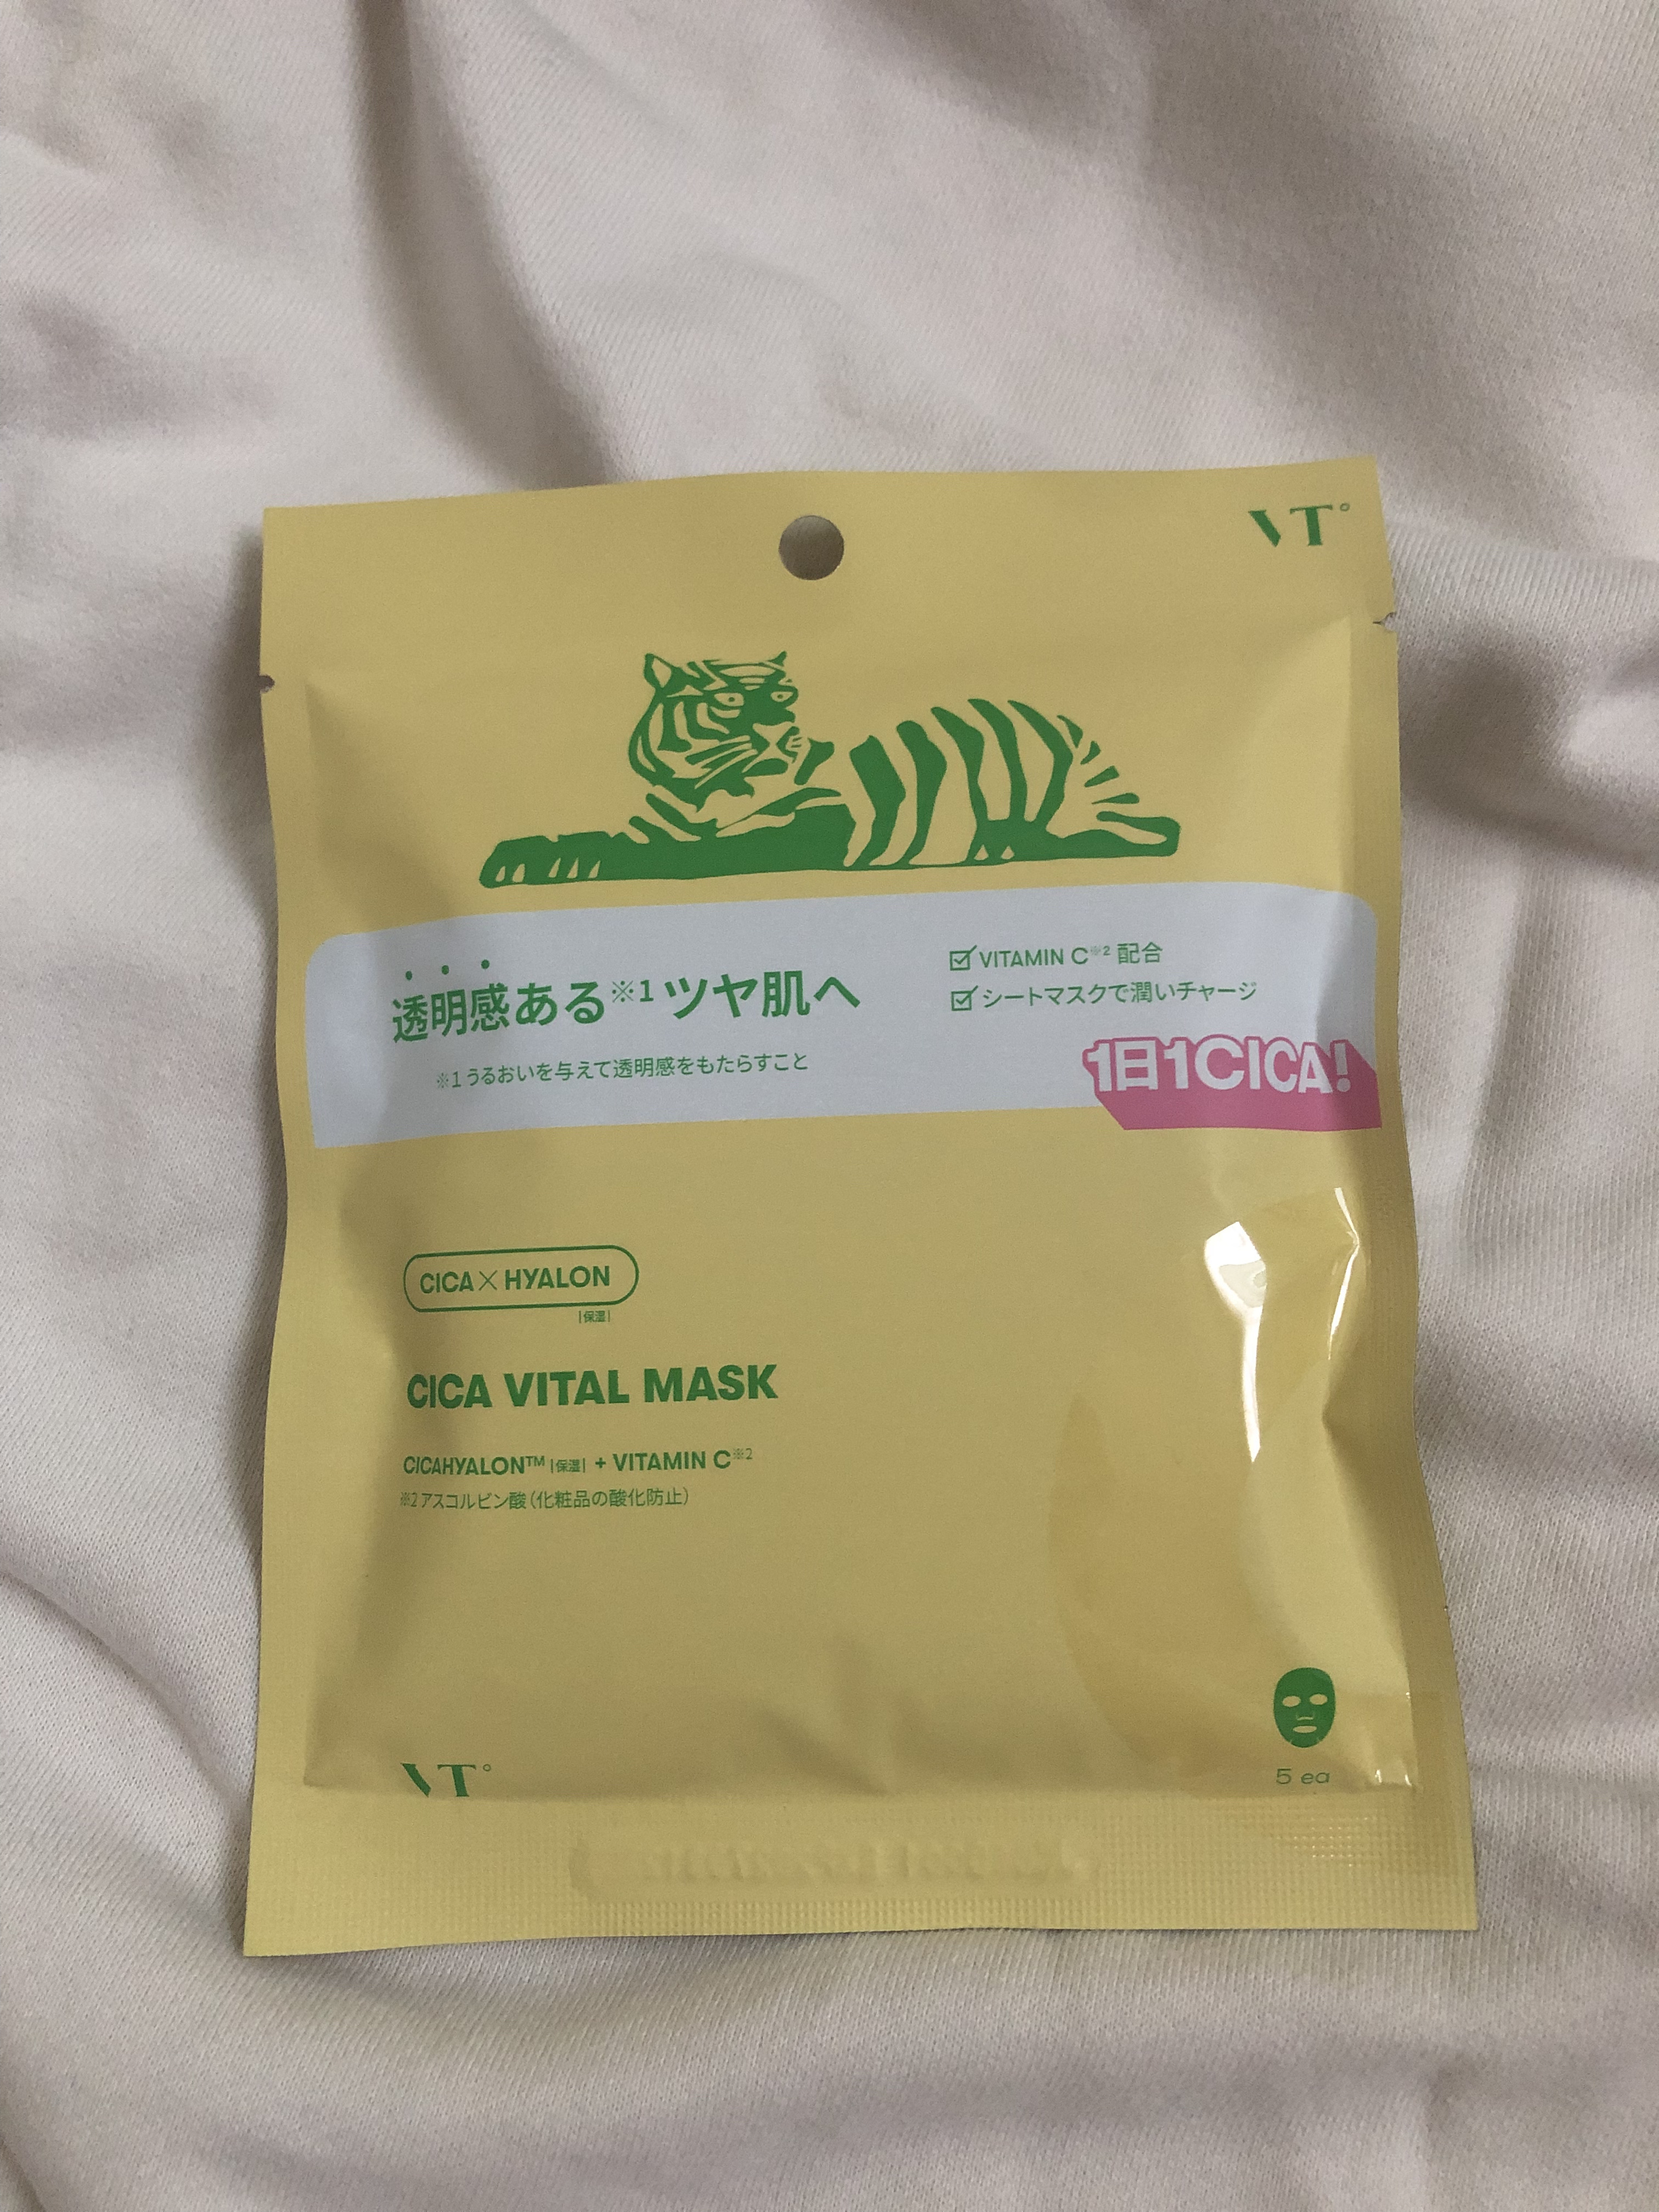 VT°
透明感ある※1ツヤ肌へ
※1うるおいを与えて透明感をもたらすこと
VITAMIN C※2 配合
シートマスクで潤いチャージ
1日1CICA!
CICA×HYALON
|保湿|
CICA VITAL MASK
CICAHYALON™ |保湿| + VITAMIN C※2
※2アスコルビン酸(化粧品の酸化防止)
VT°
5 ea